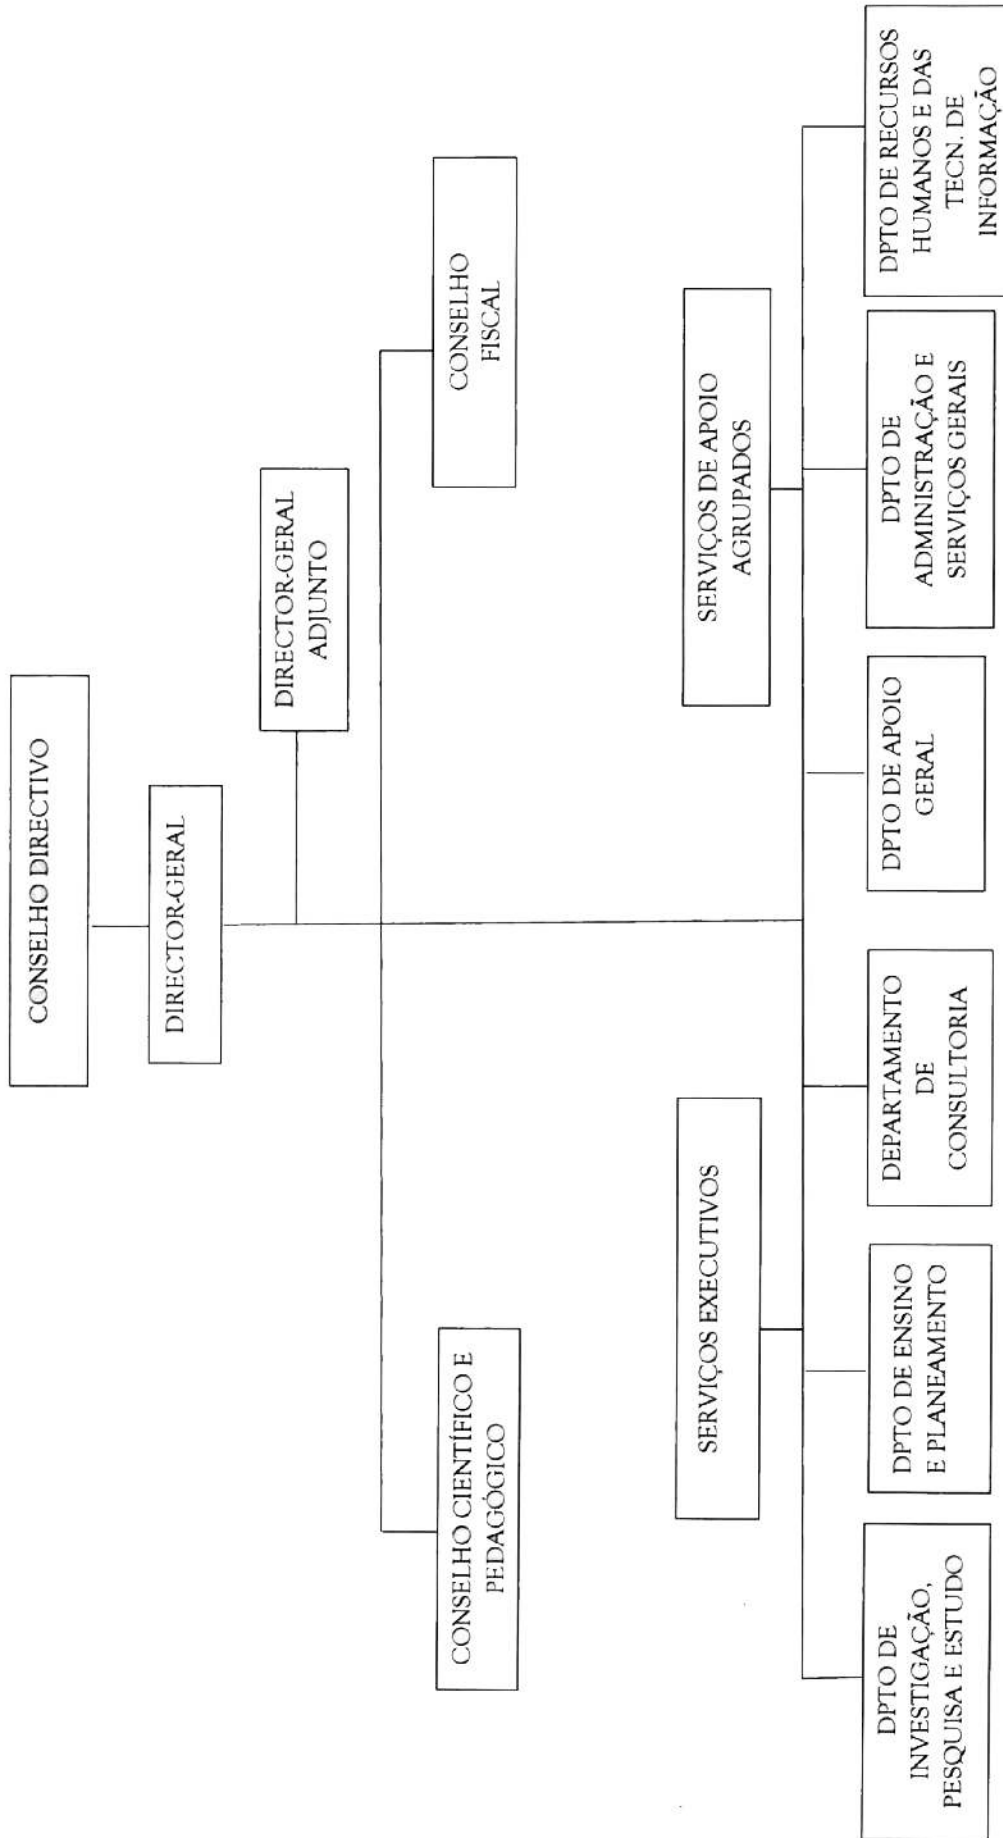 CONSELHO DIRECTIVO
DIRECTOR-GERAL
DIRECTOR-GERAL
ADJUNTO
CONSELHO CIENTÍFICO E
PEDAGÓGICO
CONSELHO
FISCAL
SERVIÇOS EXECUTIVOS
SERVIÇOS DE APOIO
AGRUPADOS
DPTO DE
INVESTIGAÇÃO,
PESQUISA E ESTUDO
DPTO DE ENSINO
E PLANEAMENTO
DEPARTAMENTO
DE
CONSULTORIA
DPTO DE APOIO
GERAL
DPTO DE
ADMINISTRAÇÃO E
SERVIÇOS GERAIS
DPTO DE RECURSOS
HUMANOS E DAS
TECN. DE
INFORMAÇÃO